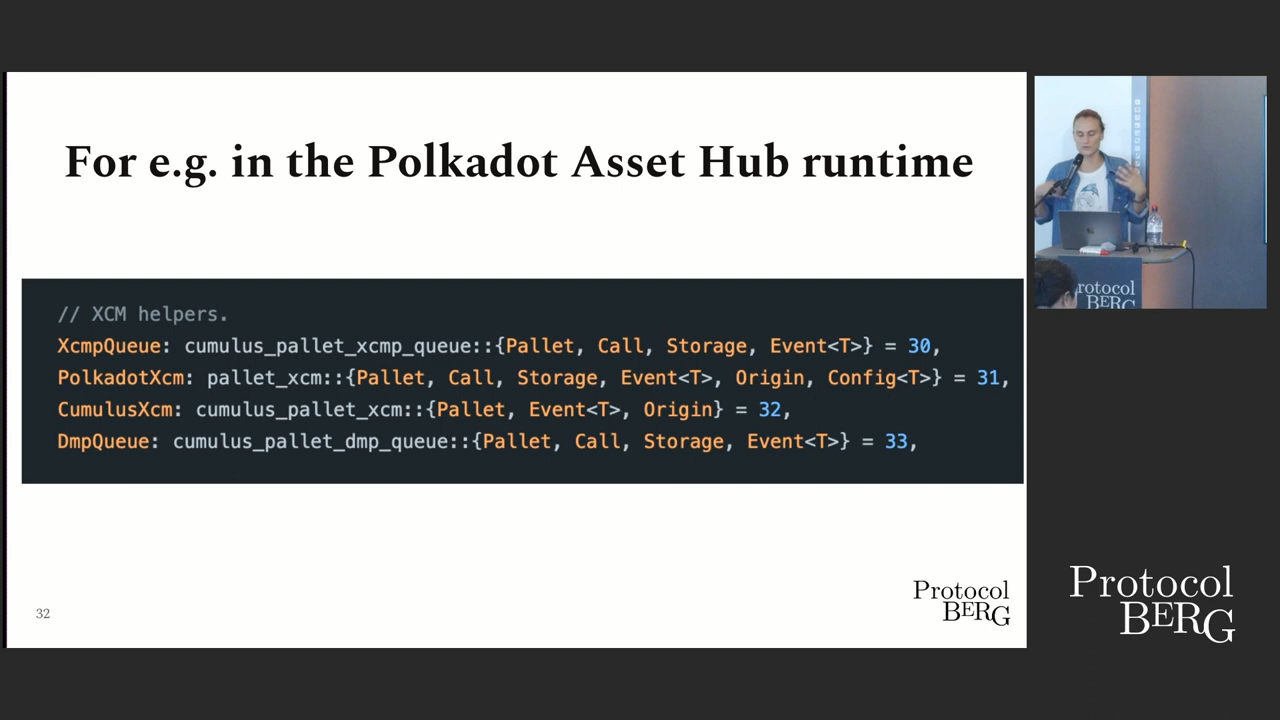 For e.g. in the Polkadot Asset Hub runtime
// XCM helpers.
XcmpQueue: cumulus_pallet_xcmp_queue::{Pallet, Call, Storage, Event<T>} = 30,
PolkadotXcm: pallet_xcm::{Pallet, Call, Storage, Event<T>, Origin, Config<T>} = 31,
CumulusXcm: cumulus_pallet_xcm::{Pallet, Event<T>, Origin} = 32,
DmpQueue: cumulus_pallet_dmp_queue::{Pallet, Call, Storage, Event<T>} = 33,
32
Protocol
BERG
rotocol
BERG
Protocol
BERG